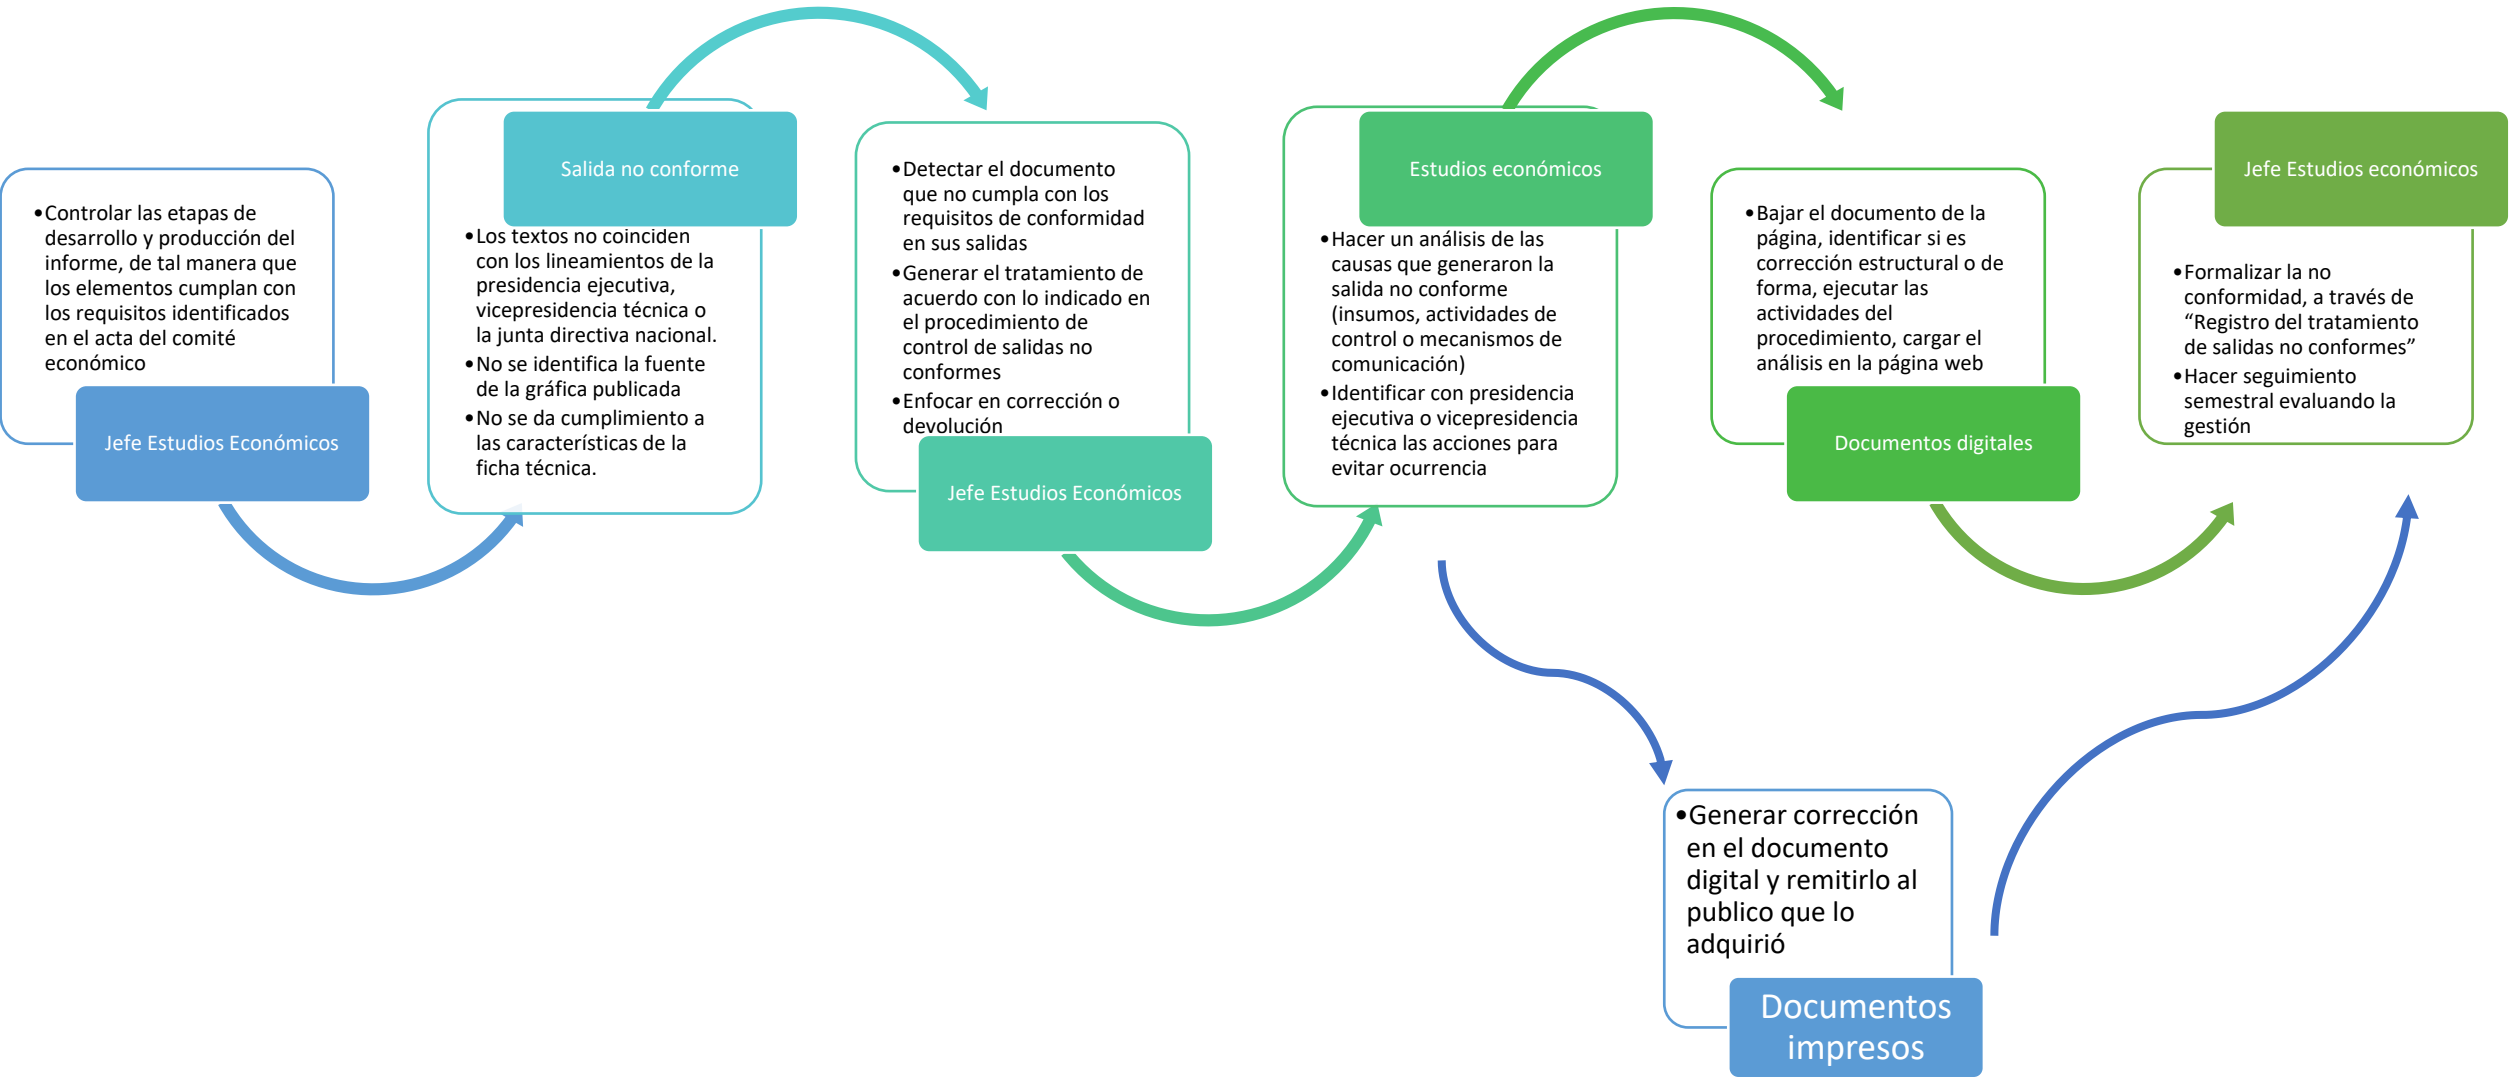 •Controlar las etapas de
desarrollo y producción del
informe, de tal manera que
los elementos cumplan con
los requisitos identificados
en el acta del comité
económico
Jefe Estudios Económicos
Salida no conforme
•Los textos no coinciden
con los lineamientos de la
presidencia ejecutiva,
vicepresidencia técnica o
la junta directiva nacional.
•No se identifica la fuente
de la gráfica publicada
•No se da cumplimiento a
las características de la
ficha técnica.
•Detectar el documento
que no cumpla con los
requisitos de conformidad
en sus salidas
•Generar el tratamiento de
acuerdo con lo indicado en
el procedimiento de
control de salidas no
conformes
•Enfocar en corrección o
devolución
Jefe Estudios Económicos
Estudios económicos
•Hacer un análisis de las
causas que generaron la
salida no conforme
(insumos, actividades de
control o mecanismos de
comunicación)
•Identificar con presidencia
ejecutiva o vicepresidencia
técnica las acciones para
evitar ocurrencia
•Bajar el documento de la
página, identificar si es
corrección estructural o de
forma, ejecutar las
actividades del
procedimiento, cargar el
análisis en la página web
Documentos digitales
Jefe Estudios económicos
•Formalizar la no
conformidad, a través de
“Registro del tratamiento
de salidas no conformes”
•Hacer seguimiento
semestral evaluando la
gestión
•Generar corrección
en el documento
digital y remitirlo al
publico que lo
adquirió
Documentos
impresos